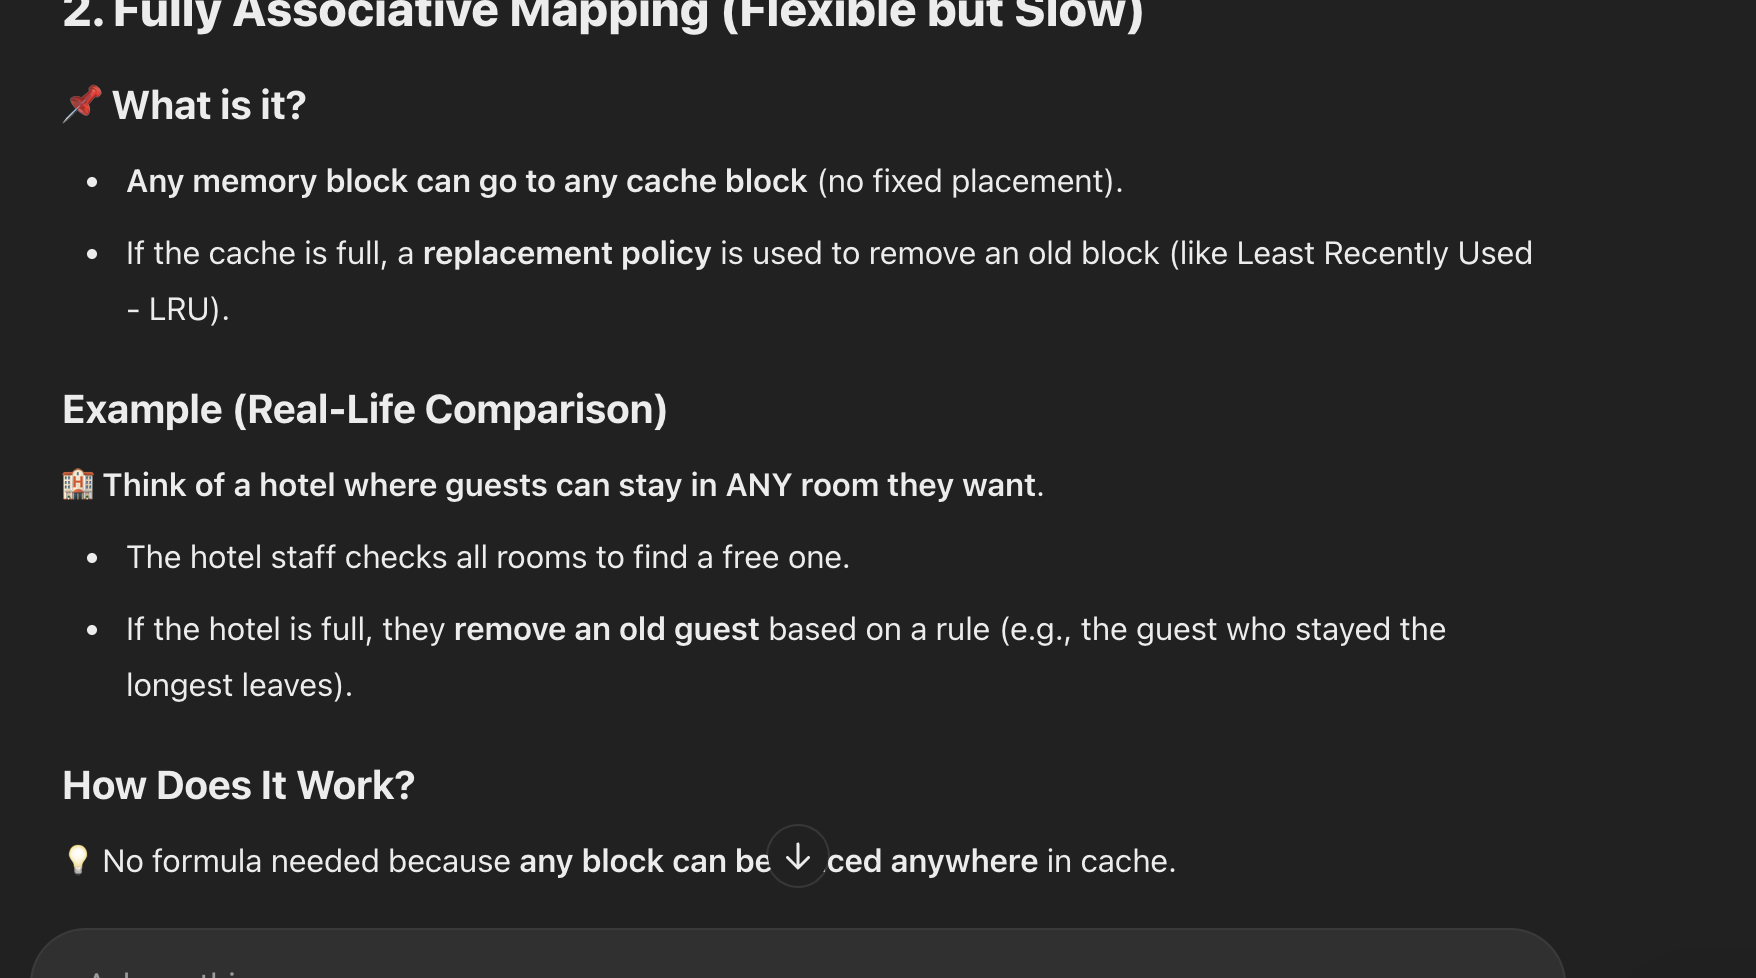 2. Fully Associative Mapping (Flexible but Slow)
📌 What is it?
• Any memory block can go to any cache block (no fixed placement).
• If the cache is full, a replacement policy is used to remove an old block (like Least Recently Used
- LRU).
Example (Real-Life Comparison)
🏨 Think of a hotel where guests can stay in ANY room they want.
• The hotel staff checks all rooms to find a free one.
• If the hotel is full, they remove an old guest based on a rule (e.g., the guest who stayed the
longest leaves).
How Does It Work?
💡 No formula needed because any block can be ced anywhere in cache.